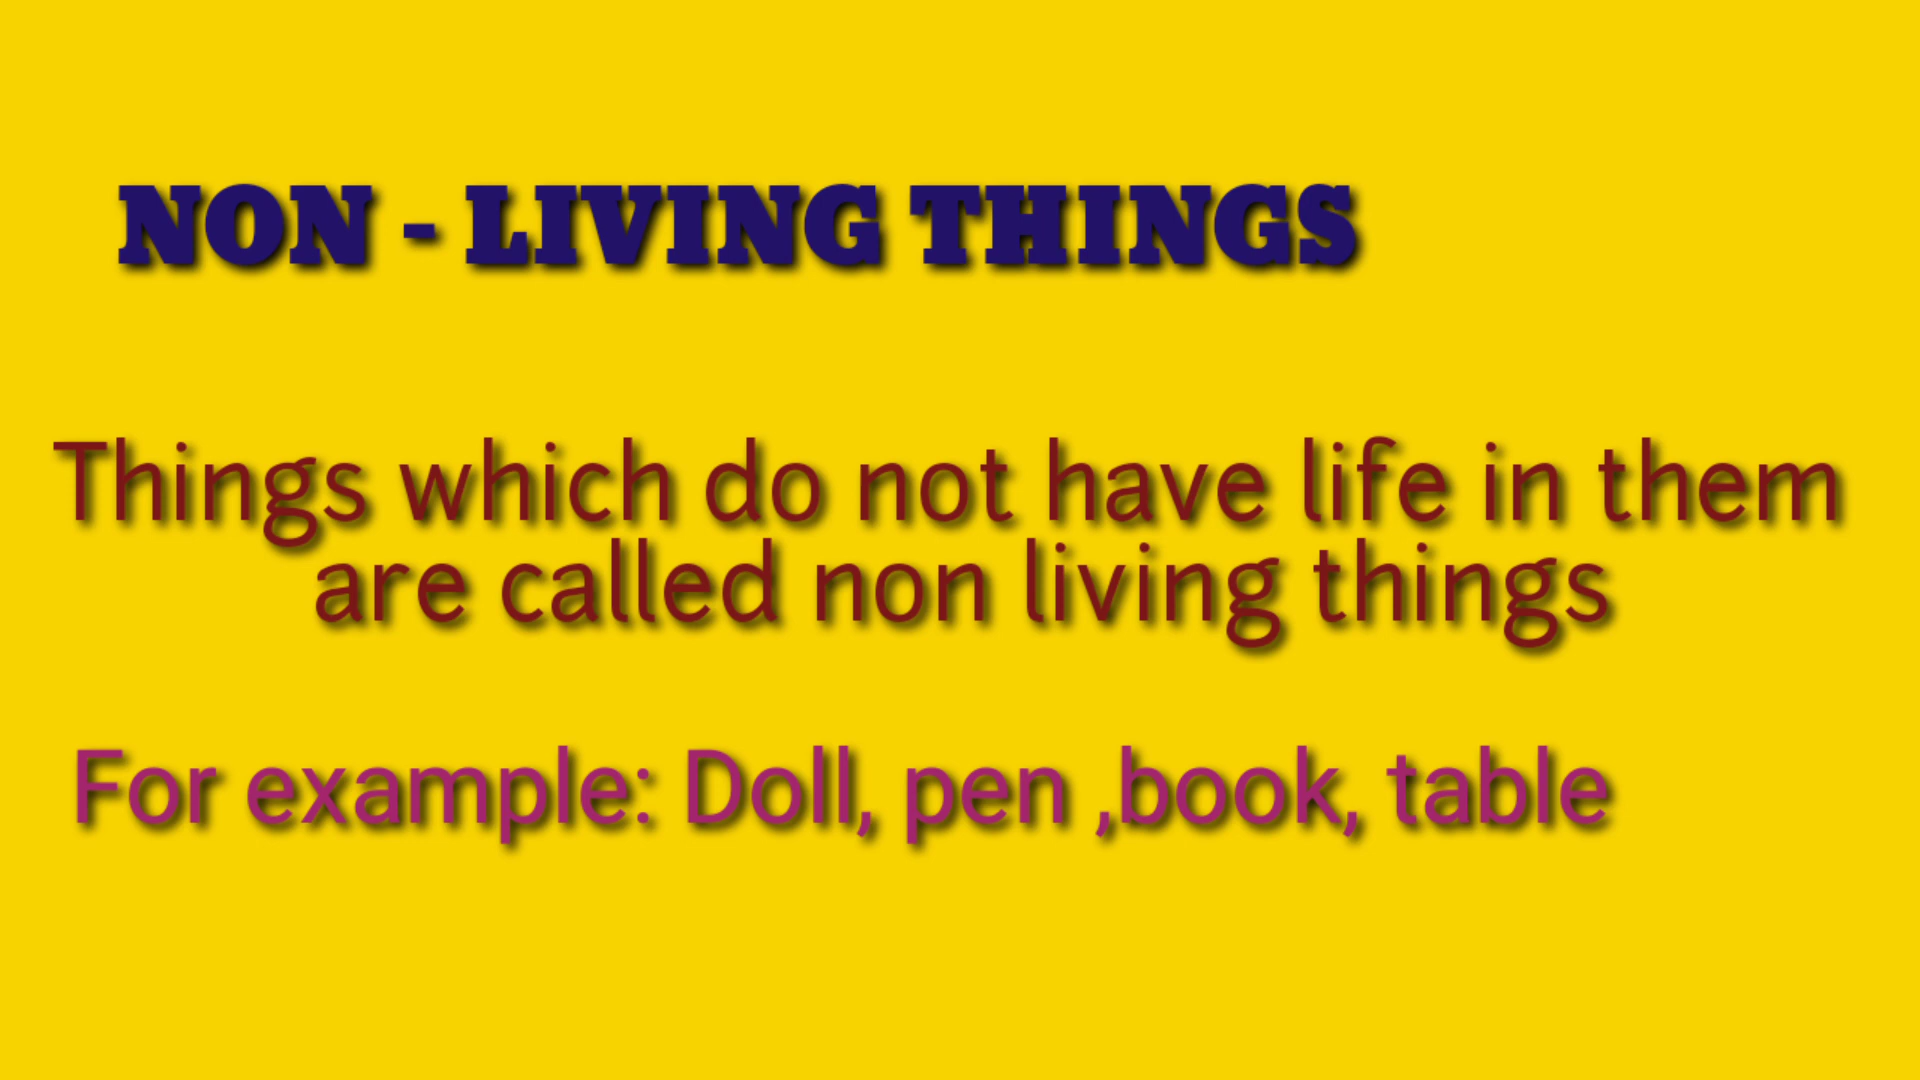 NON - LIVING THINGS
Things which do not have life in them
are called non living things
For example: Doll, pen ,book, table